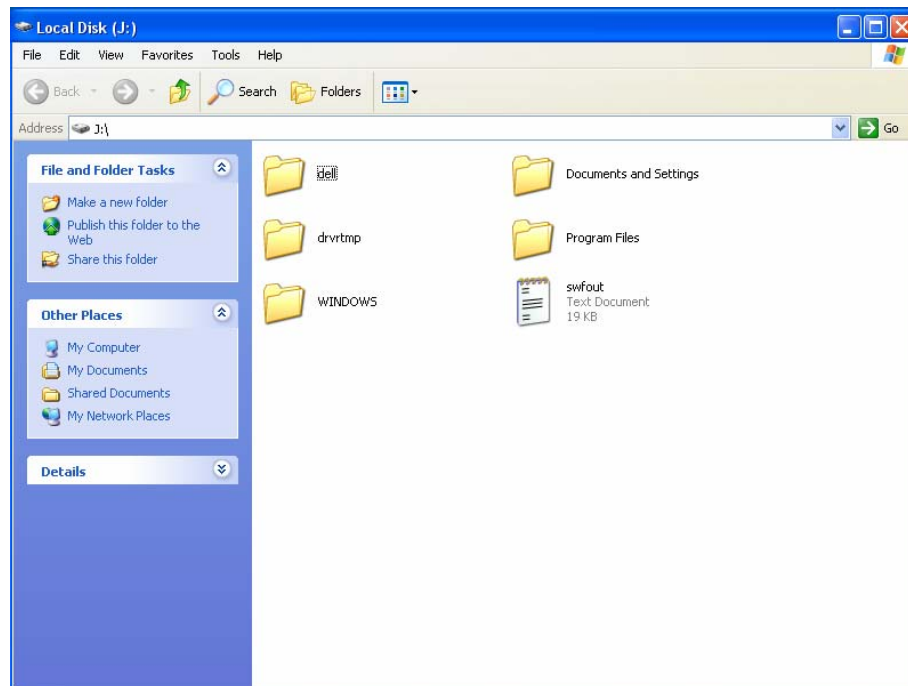 Local Disk (J:)
File Edit View Favorites Tools Help
Back Search Folders
Address J:\ Go
File and Folder Tasks
Make a new folder
Publish this folder to the
Web
Share this folder
Other Places
My Computer
My Documents
Shared Documents
My Network Places
Details
dell
Documents and Settings
drvrtmp
Program Files
WINDOWS
swfout
Text Document
19 KB